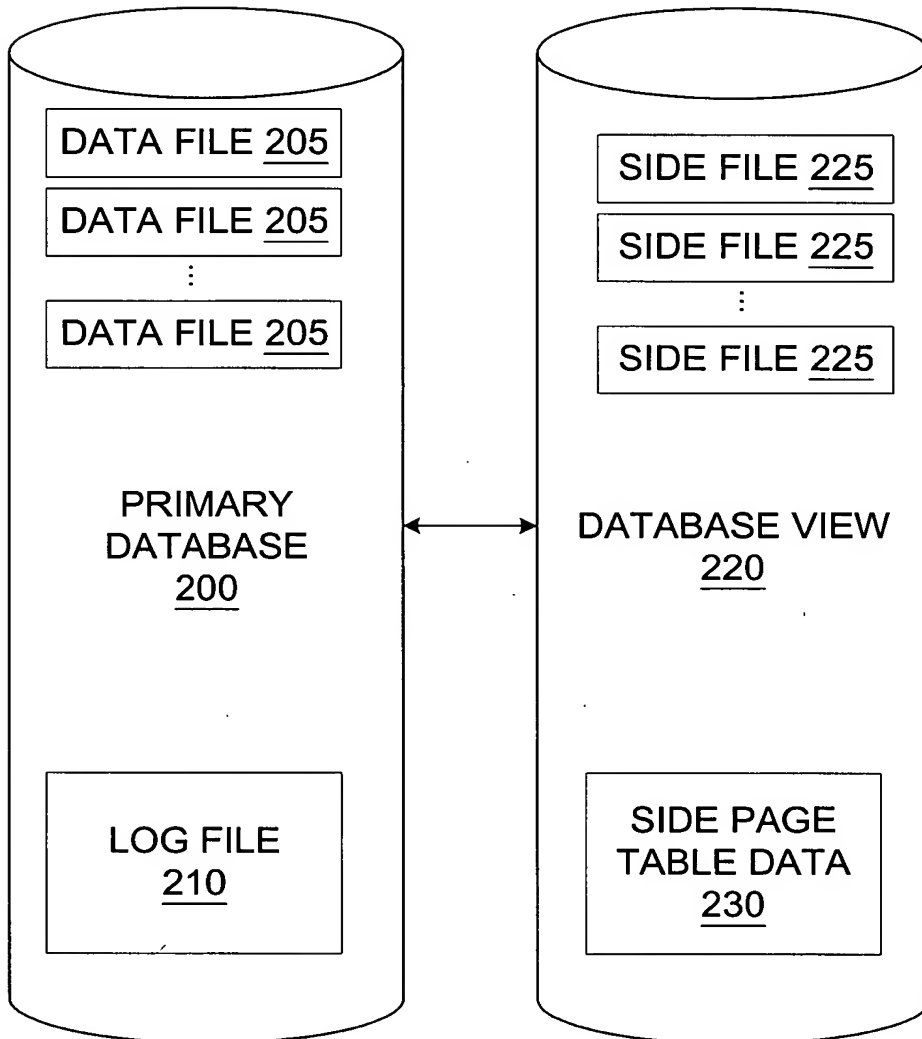 DATA FILE 205
DATA FILE 205
⋮
DATA FILE 205
PRIMARY
DATABASE
200
LOG FILE
210
SIDE FILE 225
SIDE FILE 225
⋮
SIDE FILE 225
DATABASE VIEW
220
SIDE PAGE
TABLE DATA
230